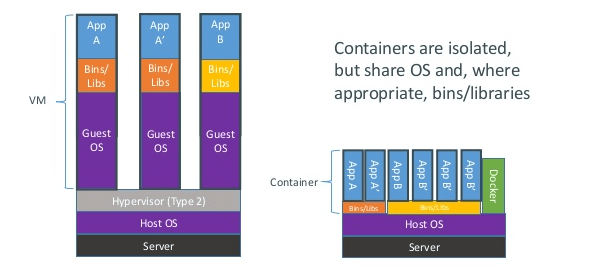 App
A
App
A'
App
B
Bins/
Libs
Bins/
Libs
Bins/
Libs
VM
Guest
OS
Guest
OS
Guest
OS
Hypervisor (Type 2)
Host OS
Server
Containers are isolated,
but share OS and, where
appropriate, bins/libraries
Container
App A
App A'
App B
App B'
App B'
App B'
Docker
Bins/Libs
Bins/Libs
Host OS
Server